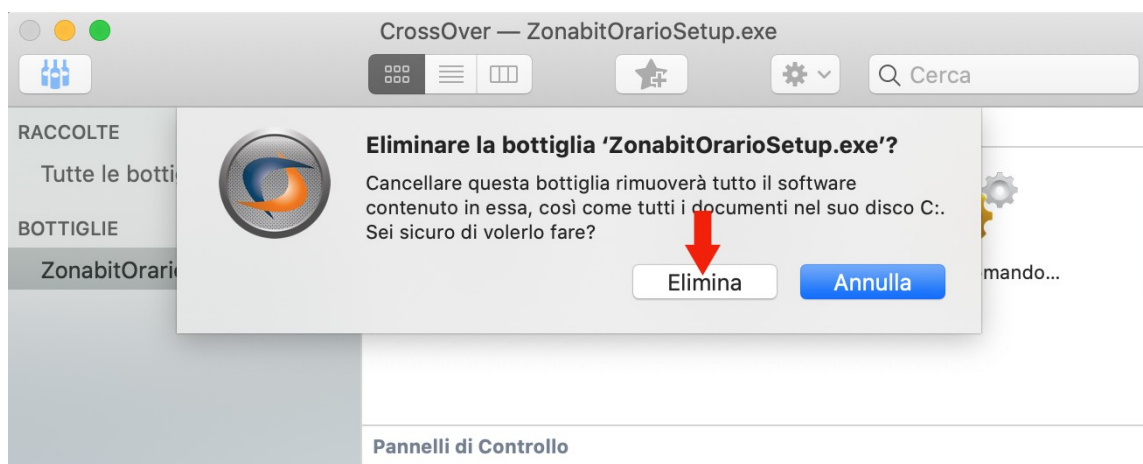 CrossOver — ZonabitOrarioSetup.exe
Cerca
RACCOLTE
Tutte le botti
BOTTIGLIE
ZonabitOrari
Eliminare la bottiglia ‘ZonabitOrarioSetup.exe’?
Cancellare questa bottiglia rimuoverà tutto il software
contenuto in essa, così come tutti i documenti nel suo disco C:.
Sei sicuro di volerlo fare?
Elimina
Annulla
mando...
Pannelli di Controllo